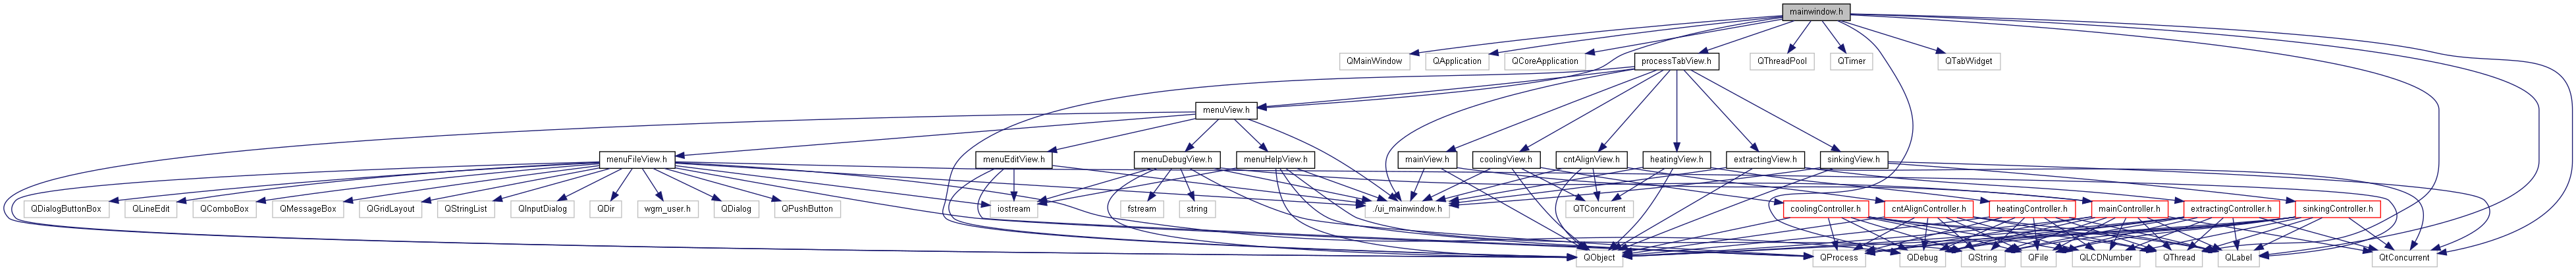 mainwindow.h
QMainWindow QApplication QCoreApplication processTabView.h QThreadPool QTimer QTabWidget
menuView.h
menuFileView.h menuEditView.h menuDebugView.h menuHelpView.h mainView.h coolingView.h cntAlignView.h heatingView.h extractingView.h sinkingView.h
QDialogButtonBox QLineEdit QComboBox QMessageBox QGridLayout QStringList QInputDialog QDir wgm_user.h QDialog QPushButton iostream fstream string ./ui_mainwindow.h QTConcurrent coolingController.h cntAlignController.h heatingController.h mainController.h extractingController.h sinkingController.h
QObject QProcess QDebug QString QFile QLCDNumber QThread QLabel QtConcurrent